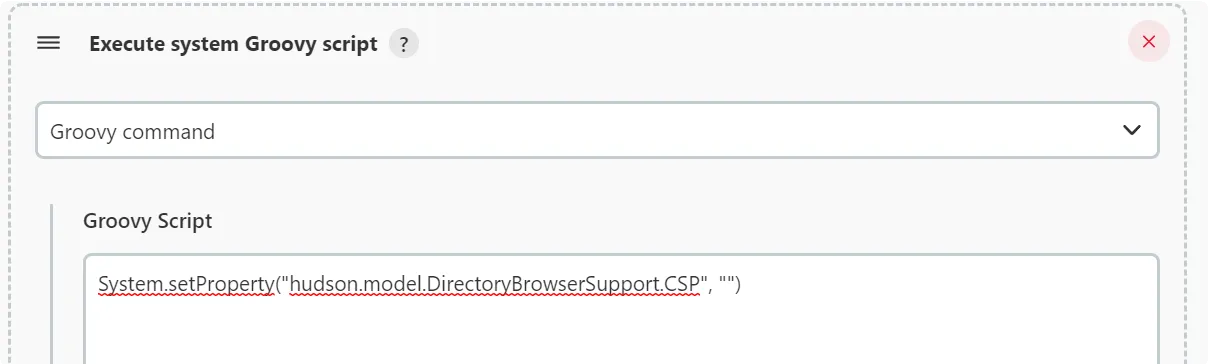 Execute system Groovy script ?
Groovy command
Groovy Script
System.setProperty("hudson.model.DirectoryBrowserSupport.CSP", "")